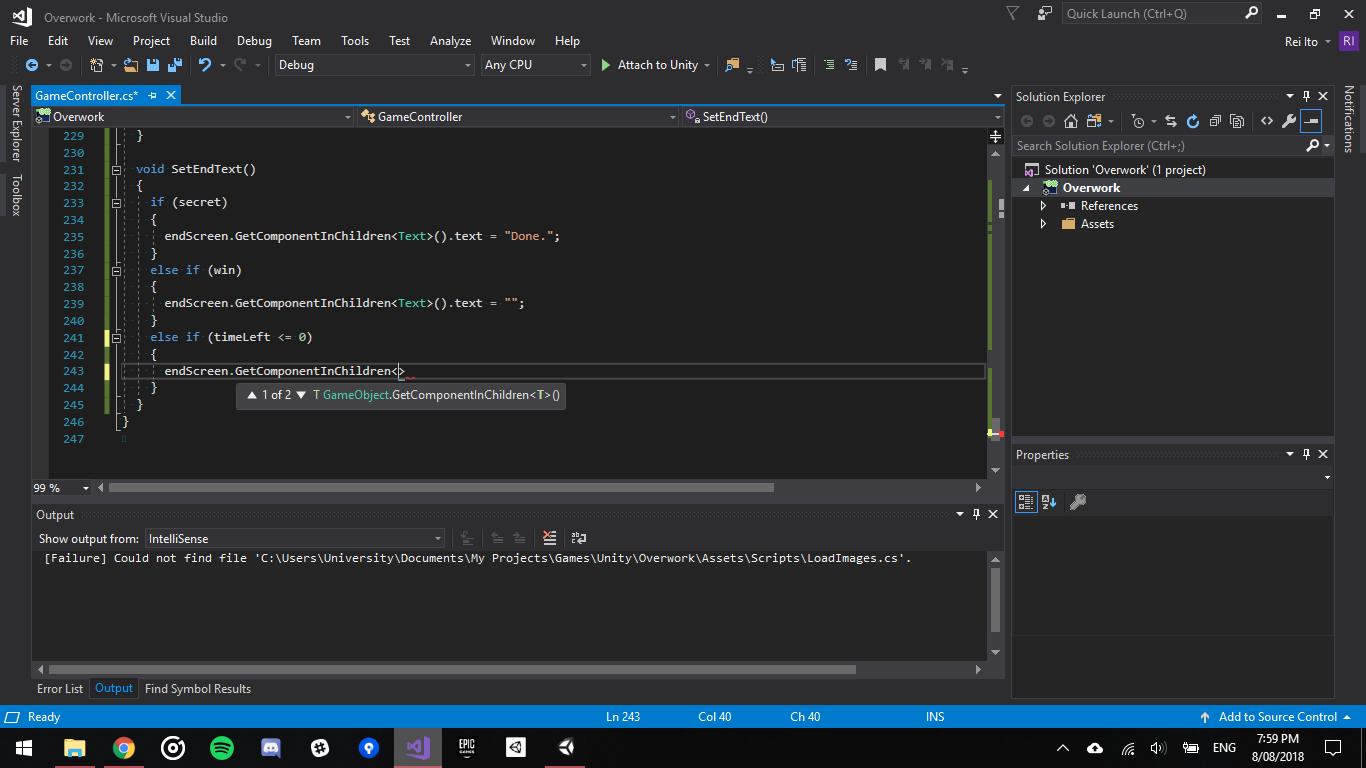 Overwork - Microsoft Visual Studio
Quick Launch (Ctrl+Q)
File Edit View Project Build Debug Team Tools Test Analyze Window Help
Rei Ito RI
Debug Any CPU Attach to Unity
Server Explorer
Toolbox
GameController.cs*
Overwork GameController SetEndText()
229 }
230
231 void SetEndText()
232 {
233 if (secret)
234 {
235 endScreen.GetComponentInChildren<Text>().text = "Done.";
236 }
237 else if (win)
238 {
239 endScreen.GetComponentInChildren<Text>().text = "";
240 }
241 else if (timeLeft <= 0)
242 {
243 endScreen.GetComponentInChildren<>
244 }
1 of 2 T GameObject.GetComponentInChildren<T>()
245 }
246 }
247
99 %
Output
Show output from: IntelliSense
[Failure] Could not find file 'C:\Users\University\Documents\My Projects\Games\Unity\Overwork\Assets\Scripts\LoadImages.cs'.
Error List Output Find Symbol Results
Solution Explorer
Search Solution Explorer (Ctrl+;)
Solution 'Overwork' (1 project)
Overwork
References
Assets
Properties
Notifications
Ready Ln 243 Col 40 Ch 40 INS Add to Source Control
EPIC
GAMES
ENG
7:59 PM
8/08/2018